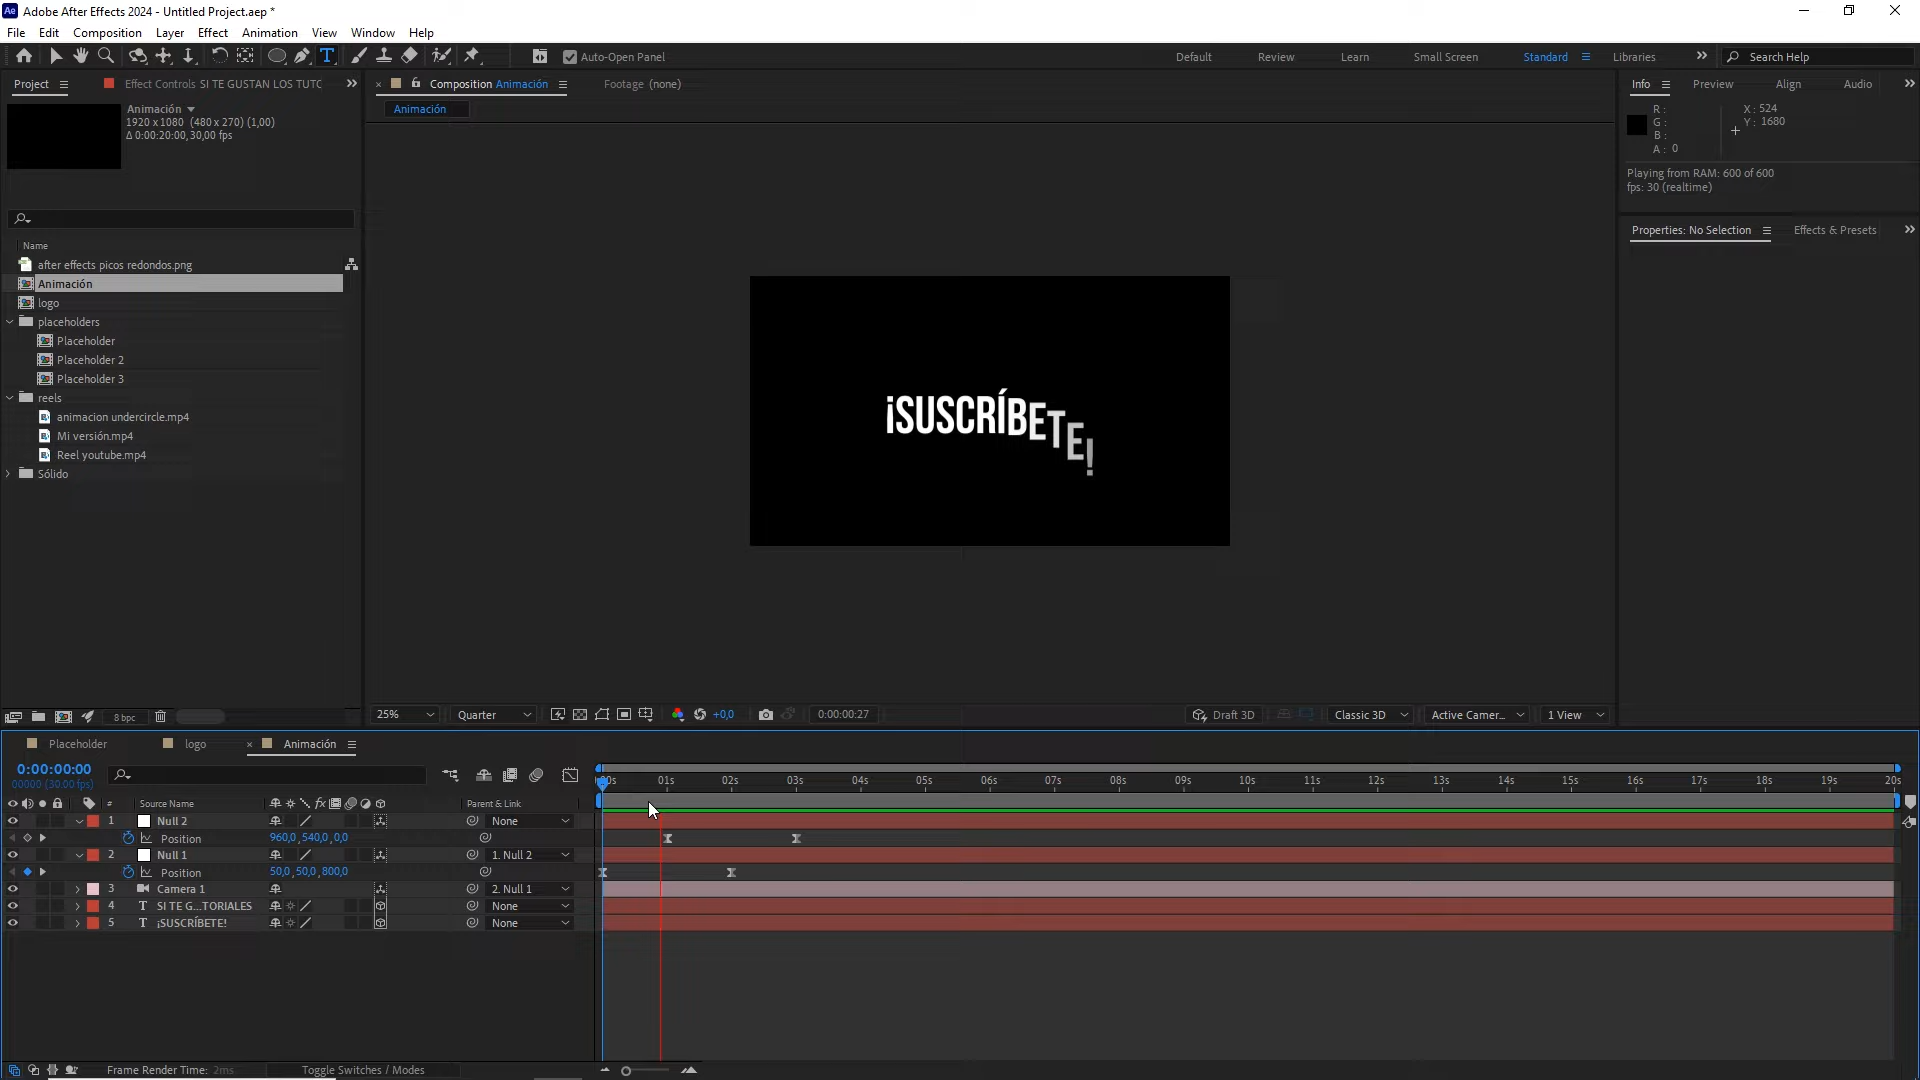 Ae Adobe After Effects 2024 - Untitled Project.aep *
File Edit Composition Layer Effect Animation View Window Help
Auto-Open Panel
Default Review Learn Small Screen Standard Libraries Search Help
Project Effect Controls SI TE GUSTAN LOS TUTC
Animación
1920 x 1080 (480 x 270) (1,00)
Δ 0:00:20:00, 30,00 fps
Name
after effects picos redondos.png
Animación
logo
placeholders
Placeholder
Placeholder 2
Placeholder 3
reels
animacion undercircle.mp4
Mi versión.mp4
Reel youtube.mp4
Sólido
8 bpc
Composition Animación Footage (none)
Animación
¡SUSCRÍBETE!
25% Quarter +0,0 0:00:00:27 Draft 3D Classic 3D Active Camer... 1 View
Info Preview Align Audio
R :
G :
B :
A : 0
X : 524
Y : 1680
Playing from RAM: 600 of 600
fps: 30 (realtime)
Properties: No Selection Effects & Presets
Placeholder logo Animación
0:00:00:00
00000 (30.00 fps)
00s 01s 02s 03s 04s 05s 06s 07s 08s 09s 10s 11s 12s 13s 14s 15s 16s 17s 18s 19s 20s
# Source Name fx Parent & Link
1 Null 2 None
Position 960,0, 540,0, 0,0
2 Null 1 1. Null 2
Position 50,0, 50,0, 800,0
3 Camera 1 2. Null 1
4 T SI TE G...TORIALES None
5 T ¡SUSCRÍBETE! None
Frame Render Time: 2ms Toggle Switches / Modes